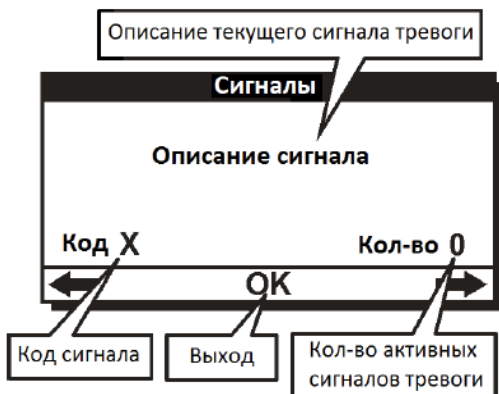 Описание текущего сигнала тревоги
Сигналы
Описание сигнала
Код X
Кол-во 0
OK
Код сигнала
Выход
Кол-во активных
сигналов тревоги